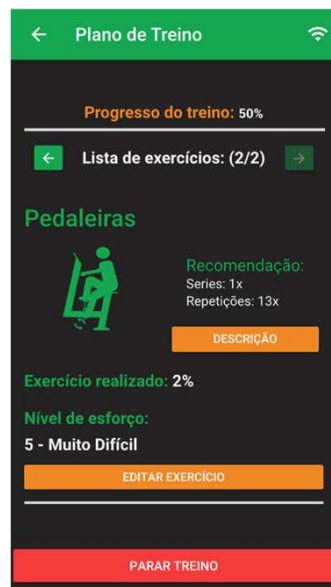 Plano de Treino
Progresso do treino: 50%
Lista de exercícios: (2/2)
Pedaleiras
Recomendação:
Series: 1x
Repetições: 13x
DESCRIÇÃO
Exercício realizado: 2%
Nível de esforço:
5 - Muito Difícil
EDITAR EXERCÍCIO
PARAR TREINO